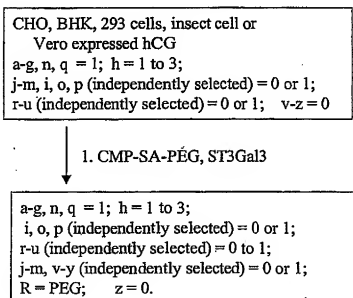 CHO, BHK, 293 cells, insect cell or
Vero expressed hCG
a-g, n, q = 1; h = 1 to 3;
j-m, i, o, p (independently selected) = 0 or 1;
r-u (independently selected) = 0 or 1; v-z = 0
1. CMP-SA-PÉG, ST3Gal3
a-g, n, q = 1; h = 1 to 3;
i, o, p (independently selected) = 0 or 1;
r-u (independently selected) = 0 to 1;
j-m, v-y (independently selected) = 0 or 1;
R = PEG; z = 0.